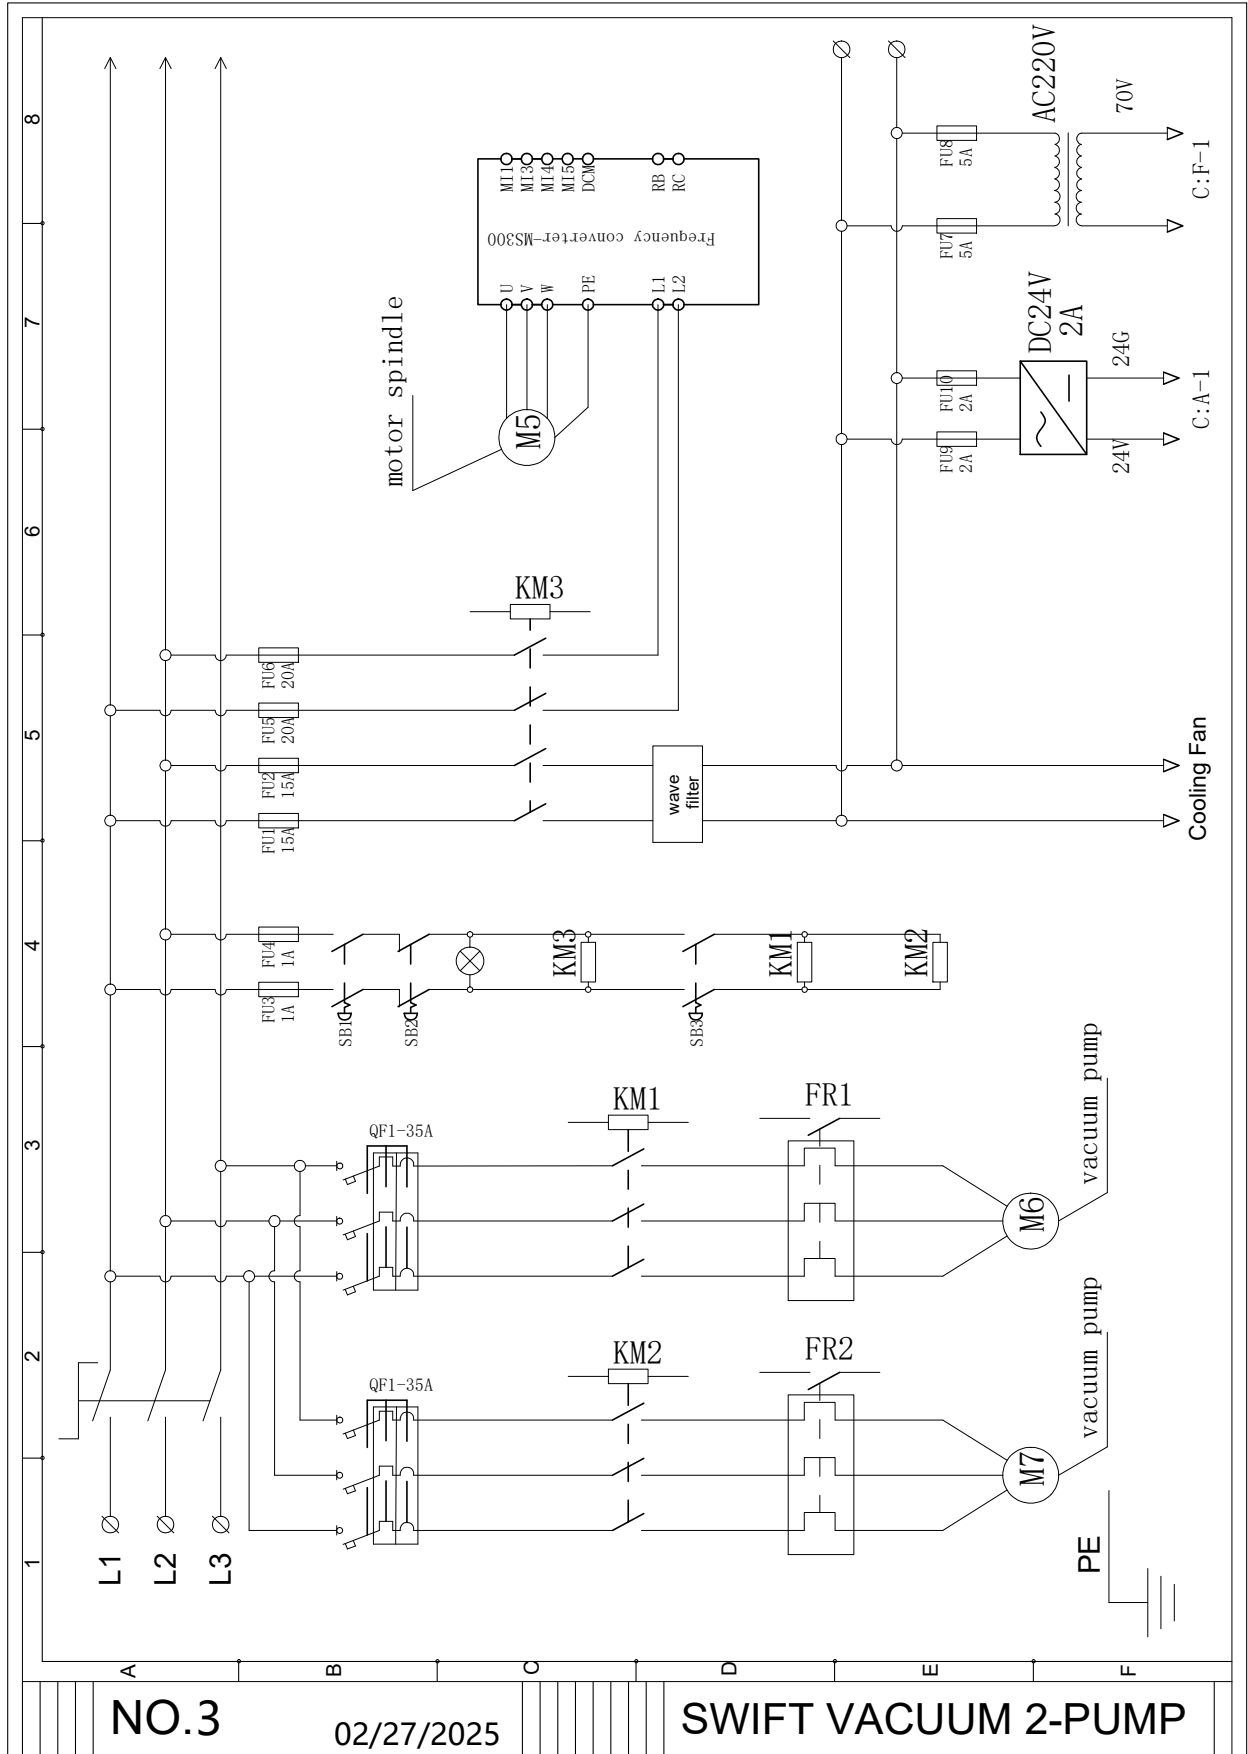 1
2
3
4
5
6
7
8
A
B
C
D
E
F
L1
L2
L3
PE
QF1-35A
KM2
FR2
M7
vacuum pump
QF1-35A
KM1
FR1
M6
vacuum pump
FU3
1A
FU4
1A
SB1
SB2
KM3
SB3
KM1
KM2
FU1
15A
FU2
15A
FU5
20A
FU6
20A
KM3
wave
filter
Cooling Fan
motor spindle
M5
U
V
W
PE
L1
L2
Frequency converter-MS300
MI1
MI3
MI4
MI5
DCM
RB
RC
FU9
2A
FU10
2A
DC24V
2A
24V
24G
C:A-1
FU7
5A
FU8
5A
AC220V
70V
C:F-1
NO.3
02/27/2025
SWIFT VACUUM 2-PUMP